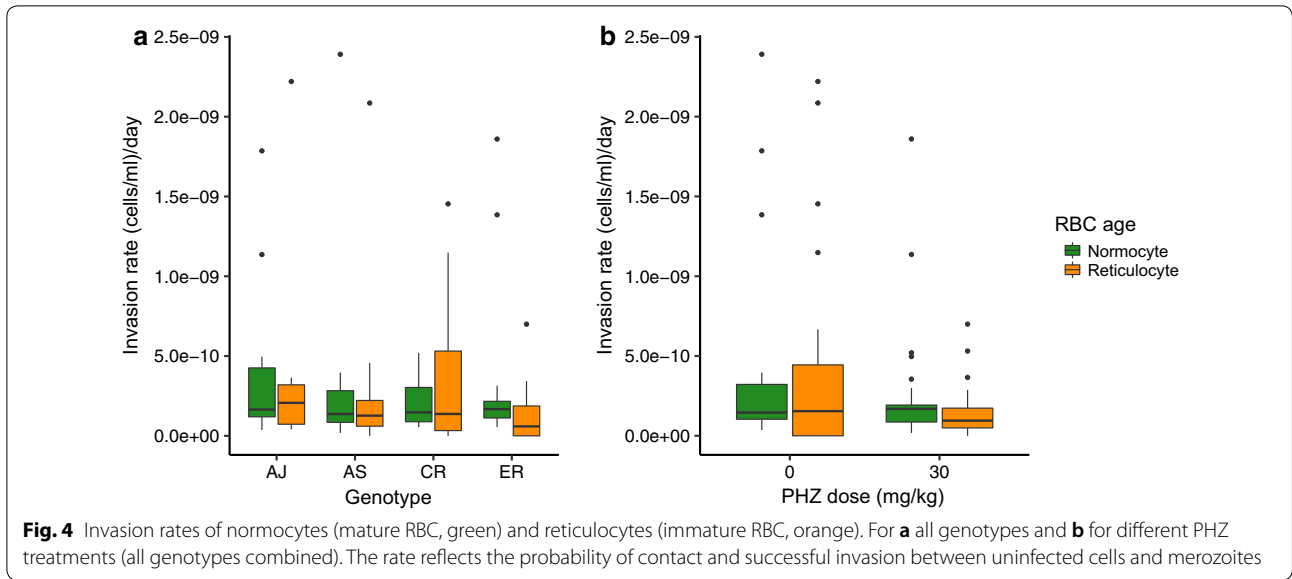 a
2.5e−09
2.0e−09
1.5e−09
1.0e−09
5.0e−10
0.0e+00
Invasion rate (cells/ml)/day
AJ AS CR ER
Genotype
b
2.5e−09
2.0e−09
1.5e−09
1.0e−09
5.0e−10
0.0e+00
Invasion rate (cells/ml)/day
0 30
PHZ dose (mg/kg)
RBC age
Normocyte
Reticulocyte
Fig. 4 Invasion rates of normocytes (mature RBC, green) and reticulocytes (immature RBC, orange). For a all genotypes and b for different PHZ
treatments (all genotypes combined). The rate reflects the probability of contact and successful invasion between uninfected cells and merozoites